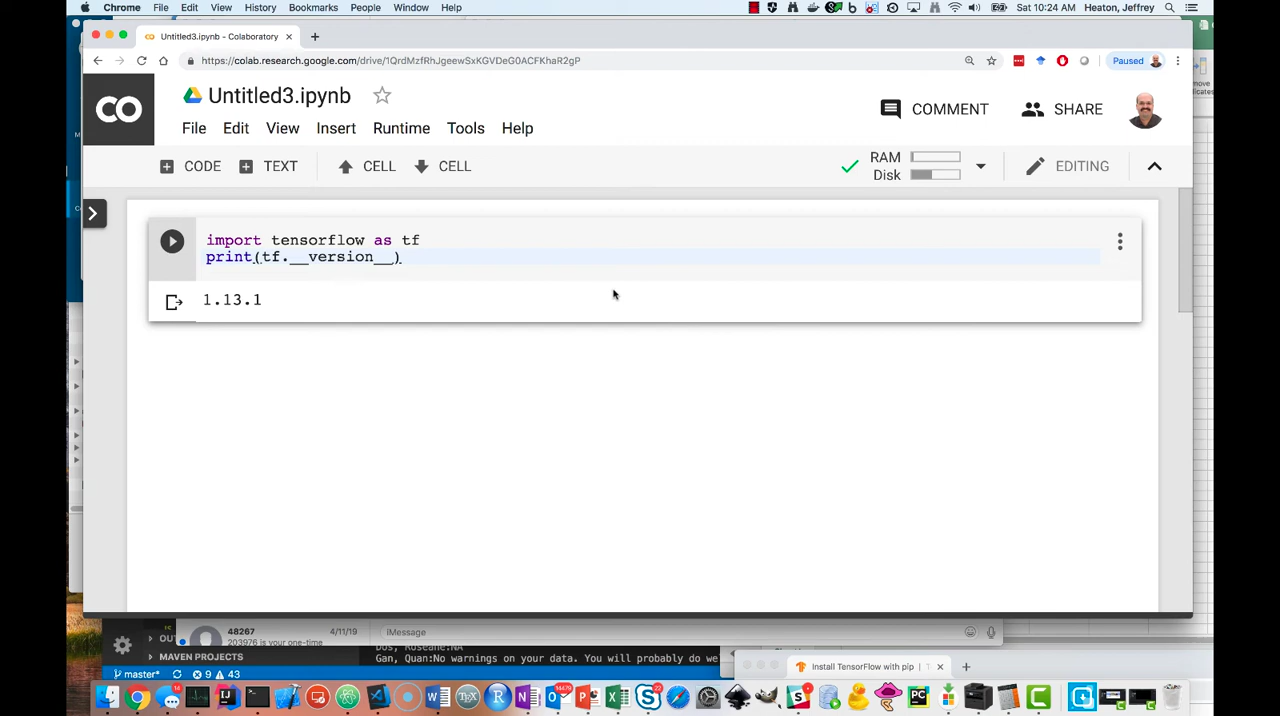 Chrome File Edit View History Bookmarks People Window Help Sat 10:24 AM Heaton, Jeffrey
Untitled3.ipynb - Colaboratory
https://colab.research.google.com/drive/1QrdMzfRhJgeewSxKGVDeG0ACFKhaR2gP
Paused
CO Untitled3.ipynb
COMMENT SHARE
File Edit View Insert Runtime Tools Help
CODE TEXT CELL CELL
RAM
Disk
EDITING
import tensorflow as tf
print(tf.__version__)
1.13.1
48267 4/11/19
203976 is your one-time
iMessage
MAVEN PROJECTS
Gan, Quan:No warnings on your data. You will probably do we
master* 9 43
Install TensorFlow with pip